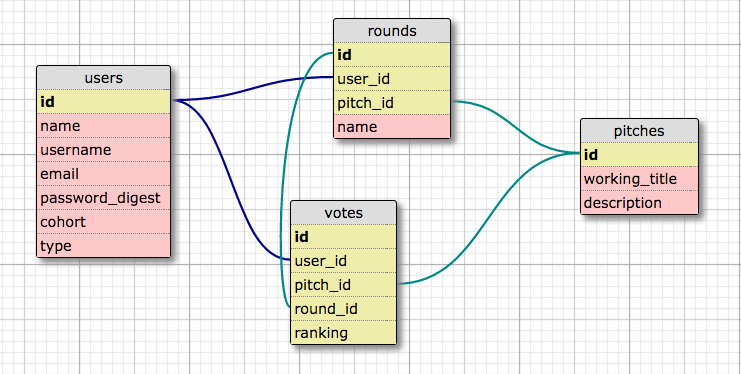 users
id
name
username
email
password_digest
cohort
type
rounds
id
user_id
pitch_id
name
votes
id
user_id
pitch_id
round_id
ranking
pitches
id
working_title
description